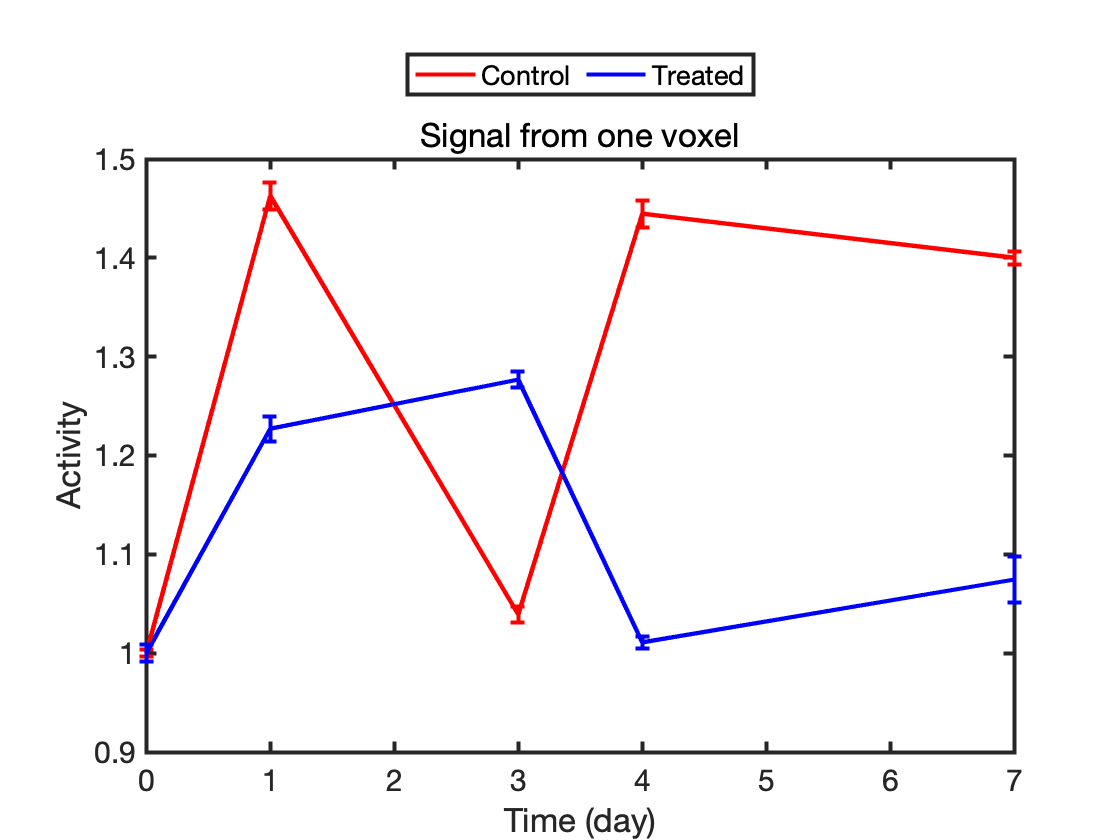 Control Treated
Signal from one voxel
1.5
1.4
1.3
1.2
1.1
1
0.9
Activity
0 1 2 3 4 5 6 7
Time (day)